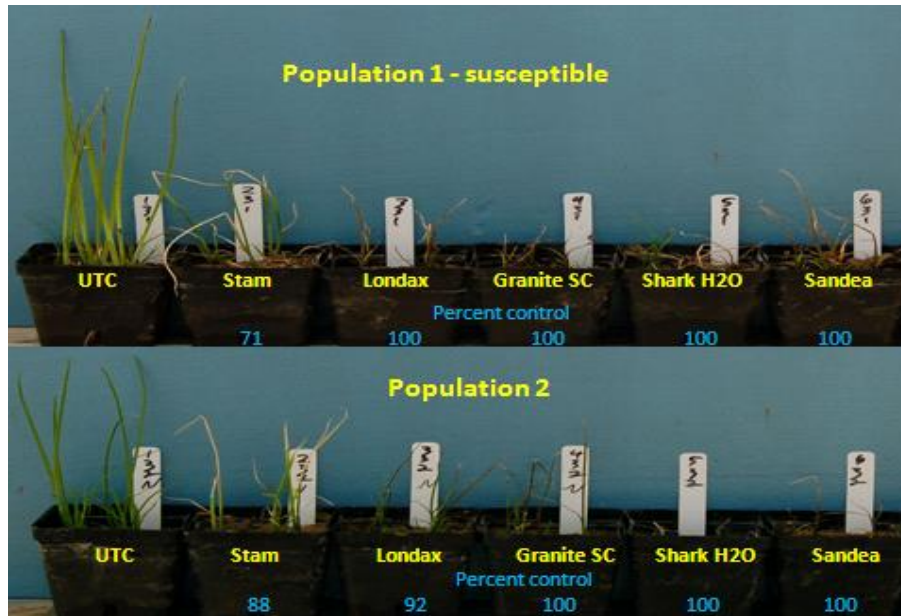 Population 1 - susceptible
UTC Stam Londax Granite SC Shark H2O Sandea
Percent control
71 100 100 100 100
Population 2
UTC Stam Londax Granite SC Shark H2O Sandea
Percent control
88 92 100 100 100